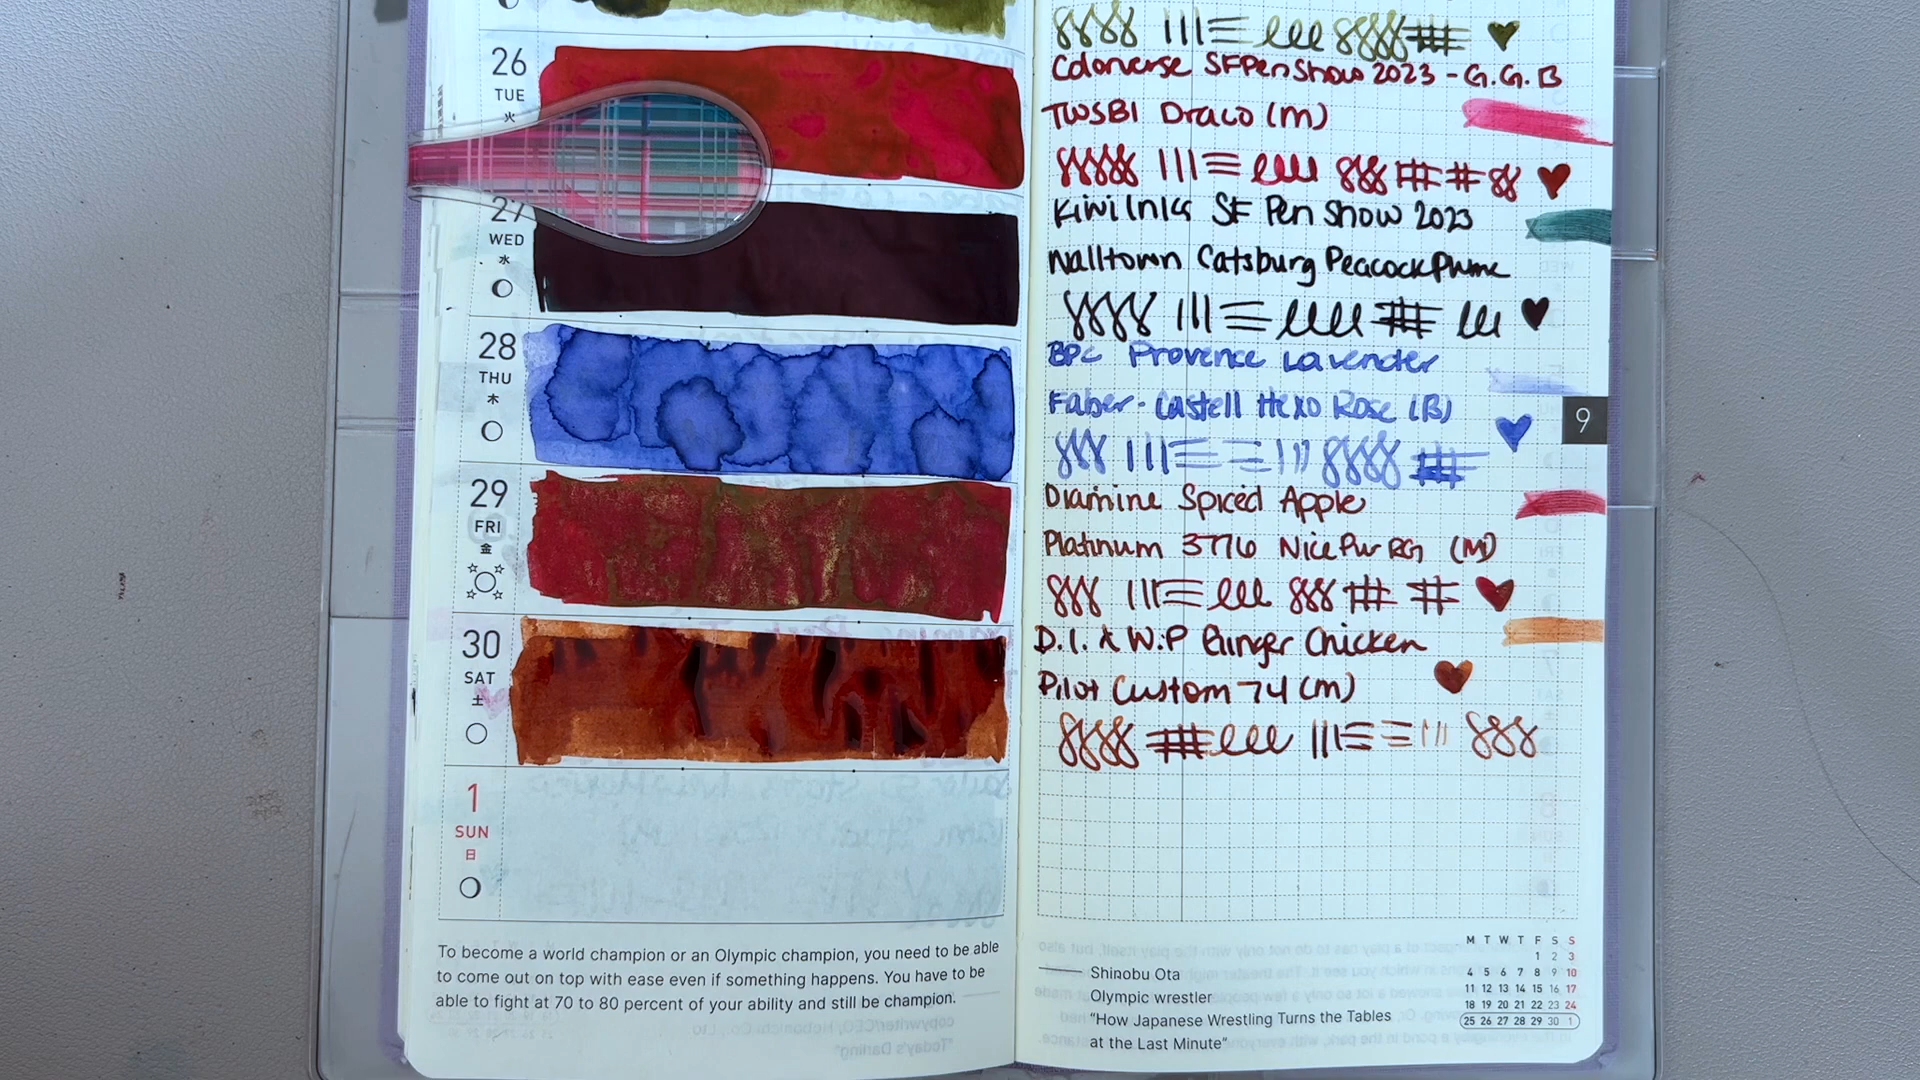 26
TUE
火
27
WED
水
28
THU
木
29
FRI
金
30
SAT
土
1
SUN
日
To become a world champion or an Olympic champion, you need to be able
to come out on top with ease even if something happens. You have to be
able to fight at 70 to 80 percent of your ability and still be champion.
Colorverse SFPenShow 2023 - G.G.B
TWSBI Draco (M)
Kiwi Inks SF Pen Show 2023
Nalltown Catsburg Peacock
BPC Provence Lavender
Faber-Castell Hexo Rose (B)
9
Diamine Spiced Apple
Platinum 3776 Nice Pur RG (M)
D.I. & W.P Ginger Chicken
Pilot Custom 74 (M)
Shinobu Ota
Olympic wrestler
"How Japanese Wrestling Turns the Tables
at the Last Minute"
M T W T F S S
1 2 3
4 5 6 7 8 9 10
11 12 13 14 15 16 17
18 19 20 21 22 23 24
25 26 27 28 29 30 1